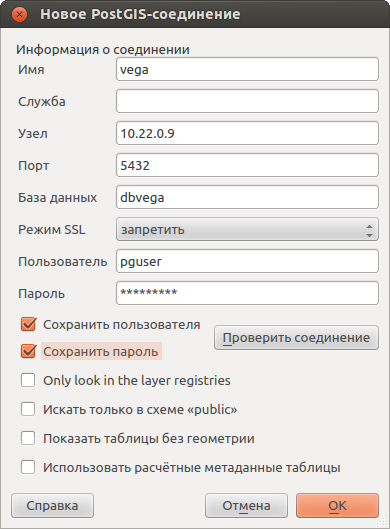 Новое PostGIS-соединение
Информация о соединении
Имя vega
Служба
Узел 10.22.0.9
Порт 5432
База данных dbvega
Режим SSL запретить
Пользователь pguser
Пароль *********
Сохранить пользователя
Проверить соединение
Сохранить пароль
Only look in the layer registries
Искать только в схеме «public»
Показать таблицы без геометрии
Использовать расчётные метаданные таблицы
Справка Отмена OK